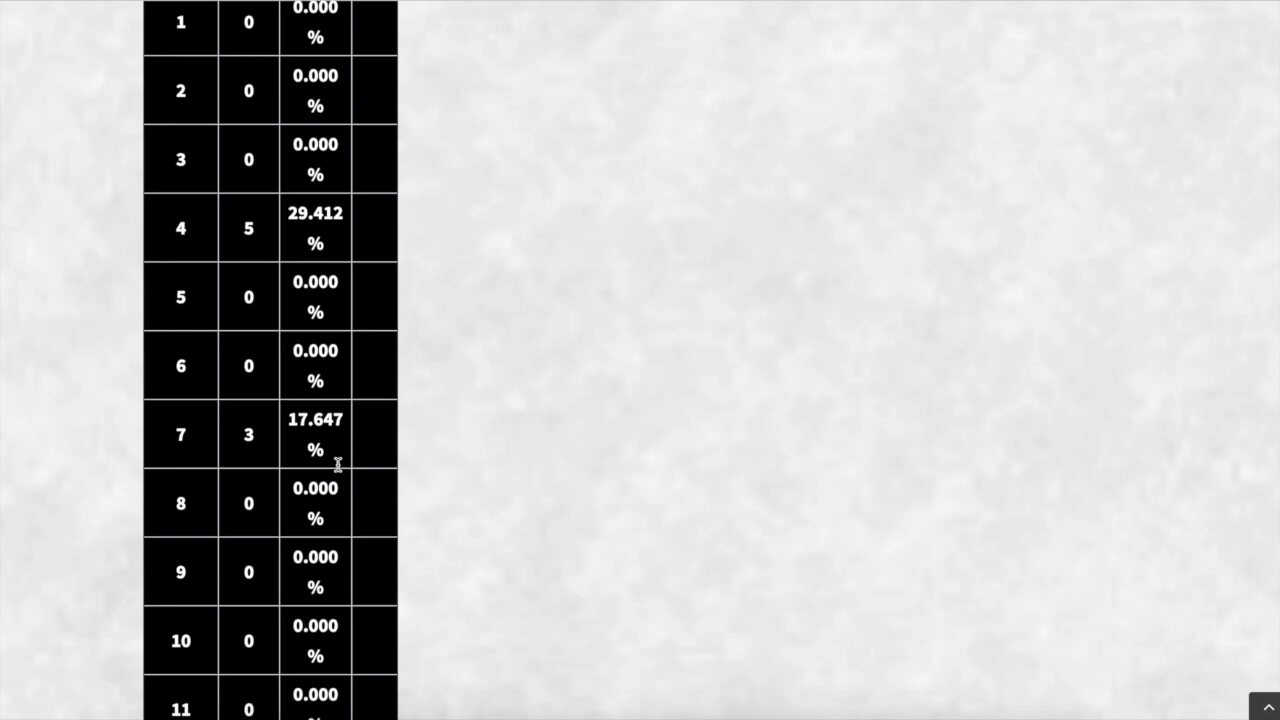 1 0 0.000
%
2 0 0.000
%
3 0 0.000
%
4 5 29.412
%
5 0 0.000
%
6 0 0.000
%
7 3 17.647
%
8 0 0.000
%
9 0 0.000
%
10 0 0.000
%
11 0 0.000